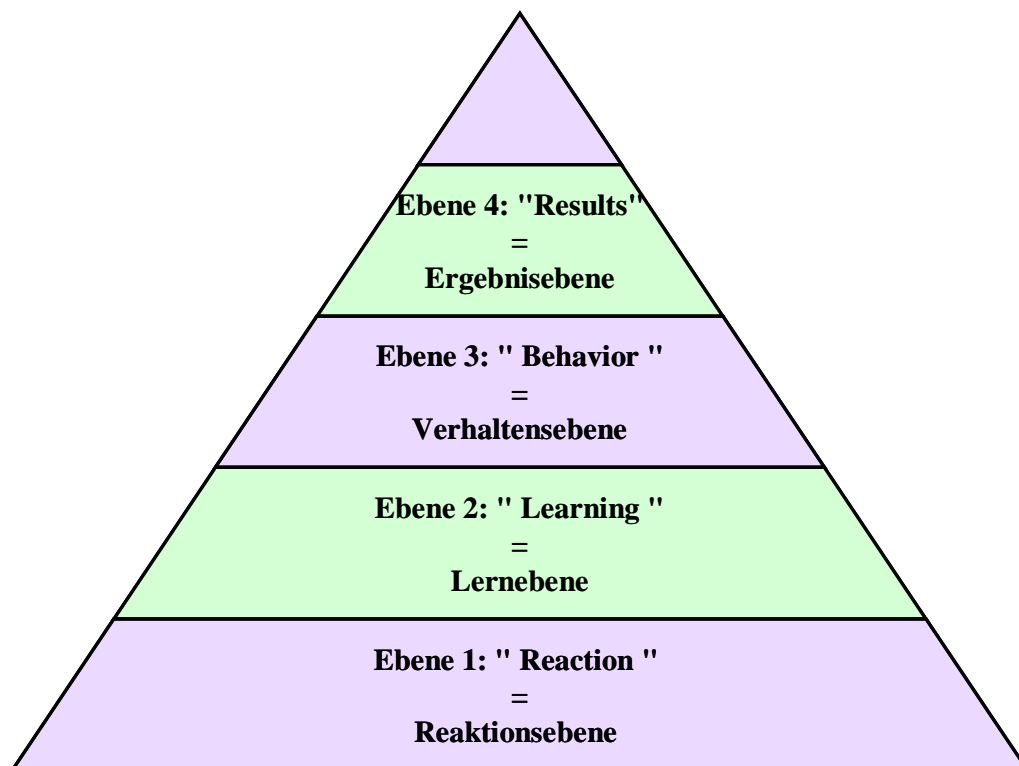 Ebene 4: "Results"
=
Ergebnisebene
Ebene 3: " Behavior "
=
Verhaltensebene
Ebene 2: " Learning "
=
Lernebene
Ebene 1: " Reaction "
=
Reaktionsebene